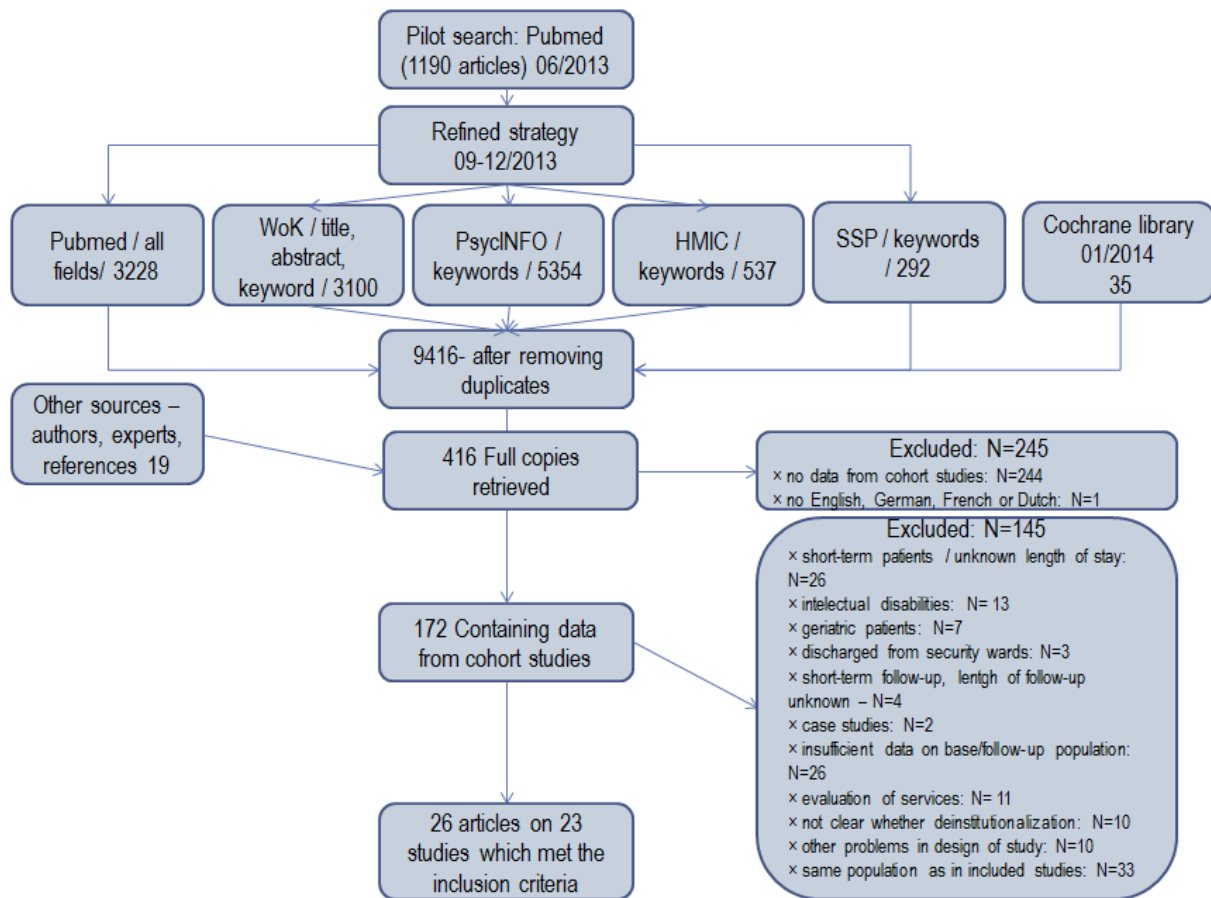 Pilot search: Pubmed
(1190 articles) 06/2013
Refined strategy
09-12/2013
Pubmed / all
fields/ 3228
WoK / title,
abstract,
keyword / 3100
PsycINFO /
keywords / 5354
HMIC /
keywords / 537
SSP / keywords
/ 292
Cochrane library
01/2014
35
9416- after removing
duplicates
Other sources –
authors, experts,
references 19
416 Full copies
retrieved
Excluded: N=245
× no data from cohort studies: N=244
× no English, German, French or Dutch: N=1
172 Containing data
from cohort studies
Excluded: N=145
× short-term patients / unknown length of stay:
N=26
× intelectual disabilities: N= 13
× geriatric patients: N=7
× discharged from security wards: N=3
× short-term follow-up, lentgh of follow-up
unknown – N=4
× case studies: N=2
× insufficient data on base/follow-up population:
N=26
× evaluation of services: N= 11
× not clear whether deinstitutionalization: N=10
× other problems in design of study: N=10
× same population as in included studies: N=33
26 articles on 23
studies which met the
inclusion criteria